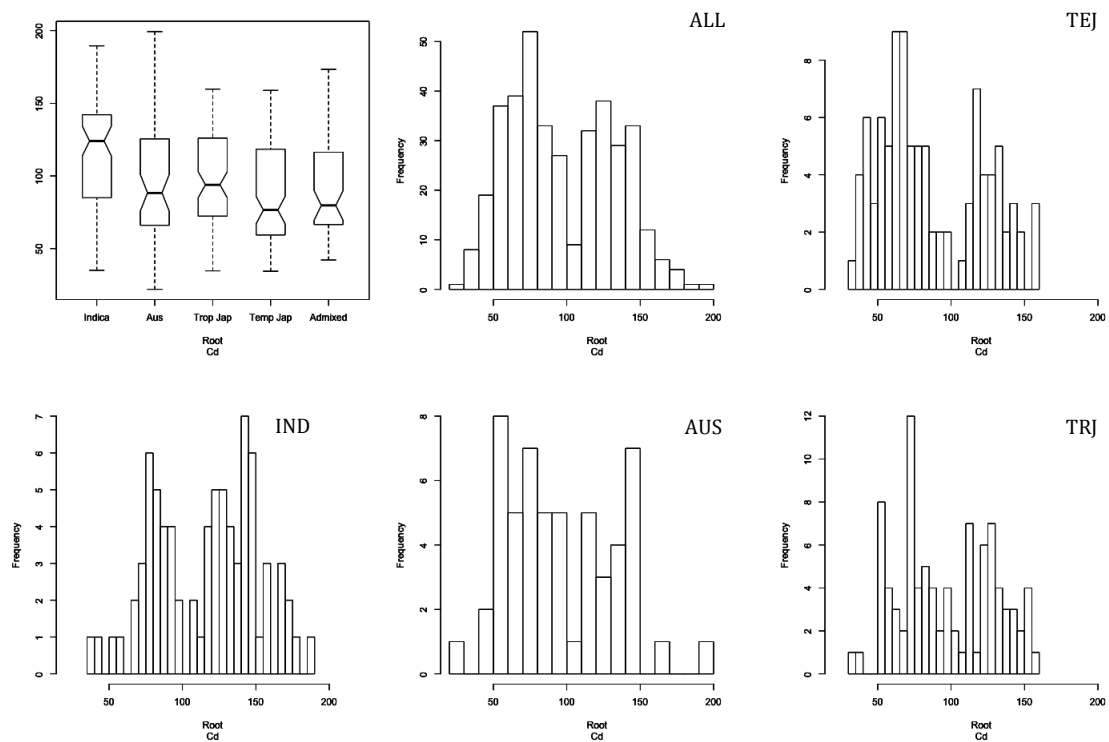 200
150
100
50
Indica Aus Trop Jap Temp Jap Admixed
Root
Cd
ALL
Frequency
50
40
30
20
10
0
50 100 150 200
Root
Cd
TEJ
Frequency
8
6
4
2
0
50 100 150 200
Root
Cd
IND
Frequency
7
6
5
4
3
2
1
0
50 100 150 200
Root
Cd
AUS
Frequency
8
6
4
2
0
50 100 150 200
Root
Cd
TRJ
Frequency
12
10
8
6
4
2
0
50 100 150 200
Root
Cd